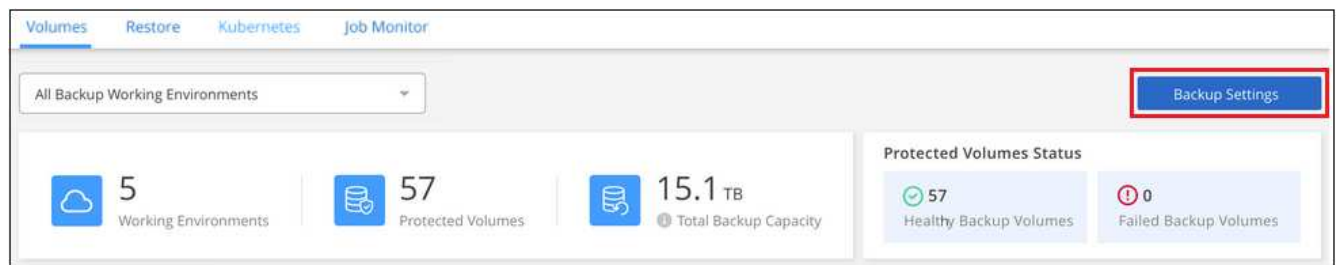 Volumes Restore Kubernetes Job Monitor
All Backup Working Environments
Backup Settings
5
Working Environments
57
Protected Volumes
15.1 TB
Total Backup Capacity
Protected Volumes Status
57
Healthy Backup Volumes
0
Failed Backup Volumes